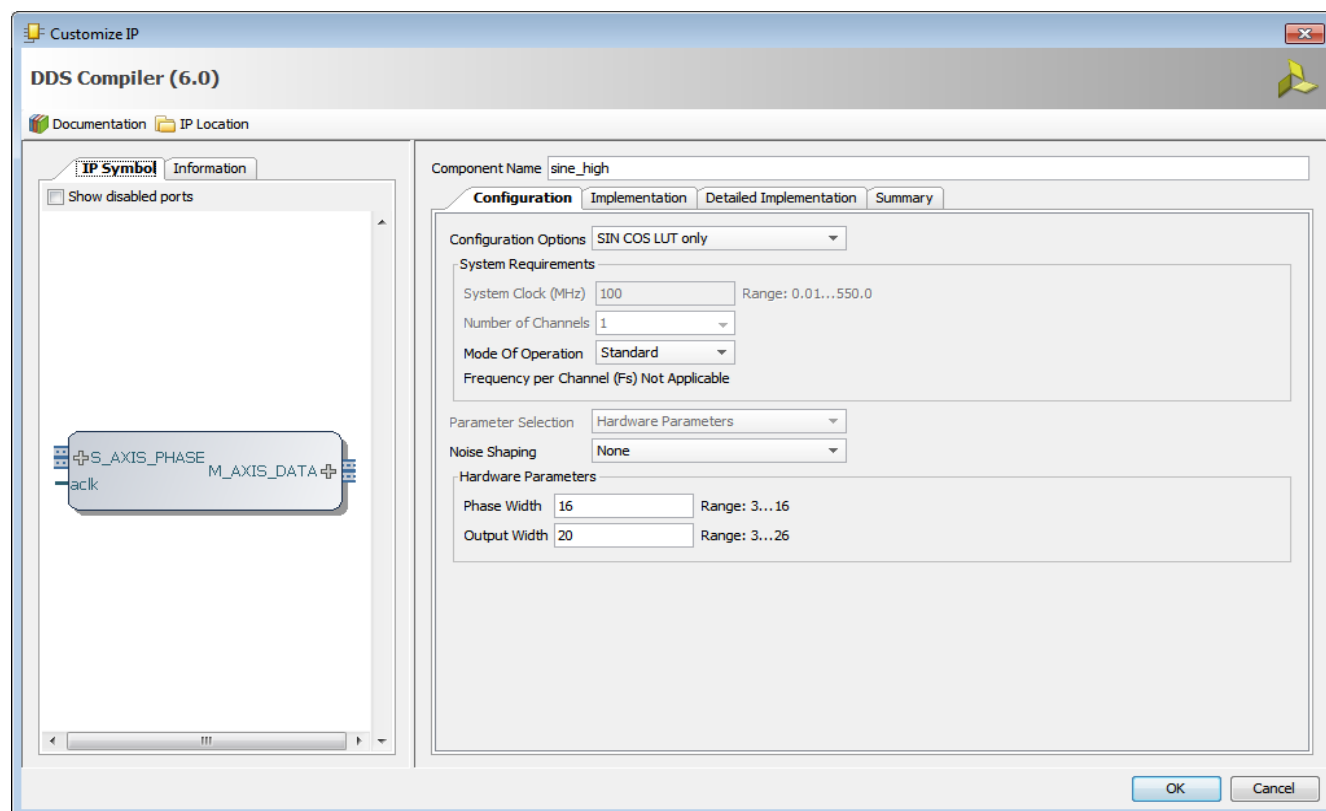 Customize IP
DDS Compiler (6.0)
Documentation IP Location
IP Symbol Information
Show disabled ports
S_AXIS_PHASE
M_AXIS_DATA
aclk
Component Name sine_high
Configuration Implementation Detailed Implementation Summary
Configuration Options SIN COS LUT only
System Requirements
System Clock (MHz) 100 Range: 0.01...550.0
Number of Channels 1
Mode Of Operation Standard
Frequency per Channel (Fs) Not Applicable
Parameter Selection Hardware Parameters
Noise Shaping None
Hardware Parameters
Phase Width 16 Range: 3...16
Output Width 20 Range: 3...26
OK Cancel